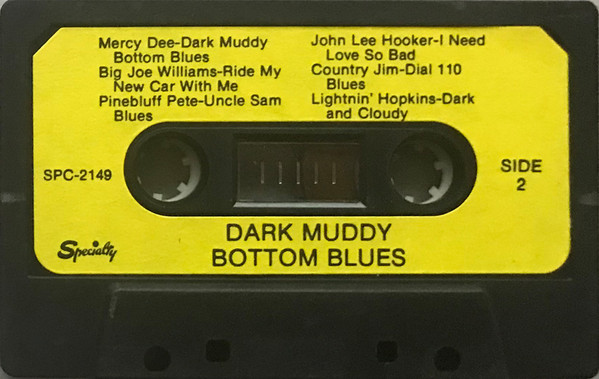 Mercy Dee-Dark Muddy
Bottom Blues
Big Joe Williams-Ride My
New Car With Me
Pinebluff Pete-Uncle Sam
Blues
John Lee Hooker-I Need
Love So Bad
Country Jim-Dial 110
Blues
Lightnin' Hopkins-Dark
and Cloudy
SPC-2149
SIDE
2
Specialty
DARK MUDDY
BOTTOM BLUES